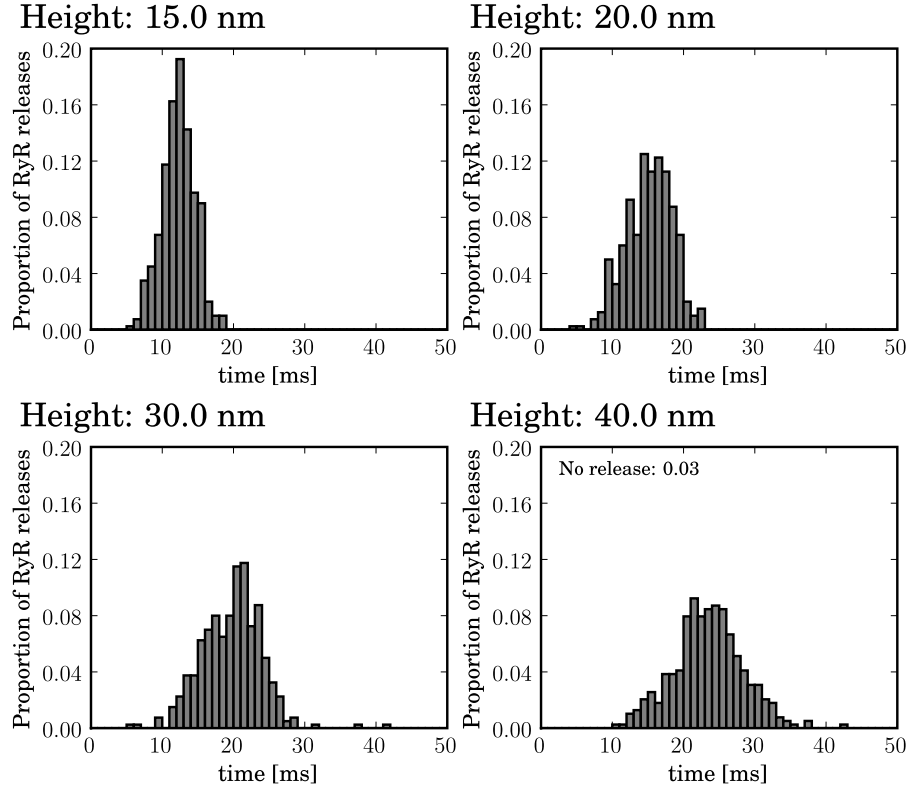 Height: 15.0 nm
Proportion of RyR releases
0.20
0.16
0.12
0.08
0.04
0.00
0 10 20 30 40 50
time [ms]
Height: 20.0 nm
Proportion of RyR releases
0.20
0.16
0.12
0.08
0.04
0.00
0 10 20 30 40 50
time [ms]
Height: 30.0 nm
Proportion of RyR releases
0.20
0.16
0.12
0.08
0.04
0.00
0 10 20 30 40 50
time [ms]
Height: 40.0 nm
Proportion of RyR releases
0.20
0.16
0.12
0.08
0.04
0.00
No release: 0.03
0 10 20 30 40 50
time [ms]